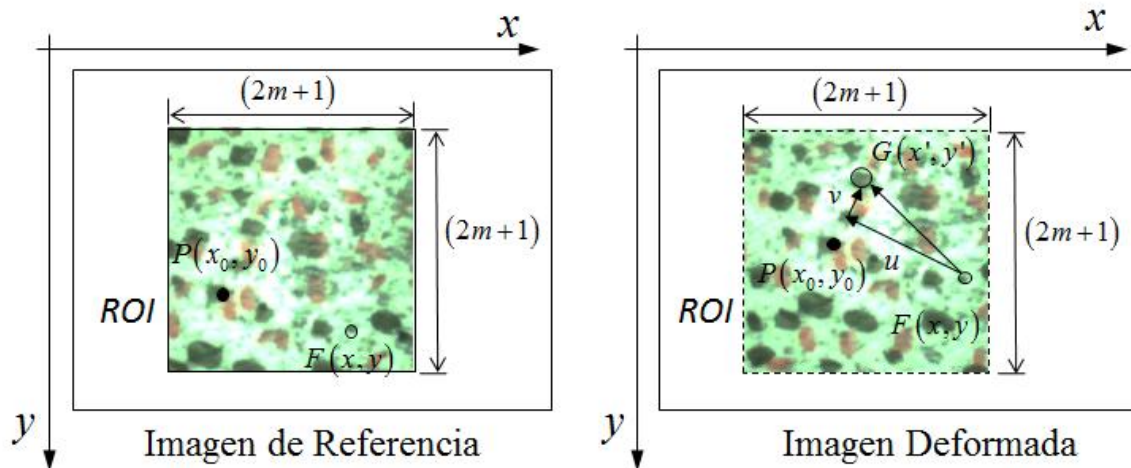 x
(2m+1)
(2m+1)
P(x₀, y₀)
ROI
F(x, y)
y
Imagen de Referencia
x
(2m+1)
G(x', y')
v
(2m+1)
P(x₀, y₀)
u
ROI
F(x, y)
y
Imagen Deformada